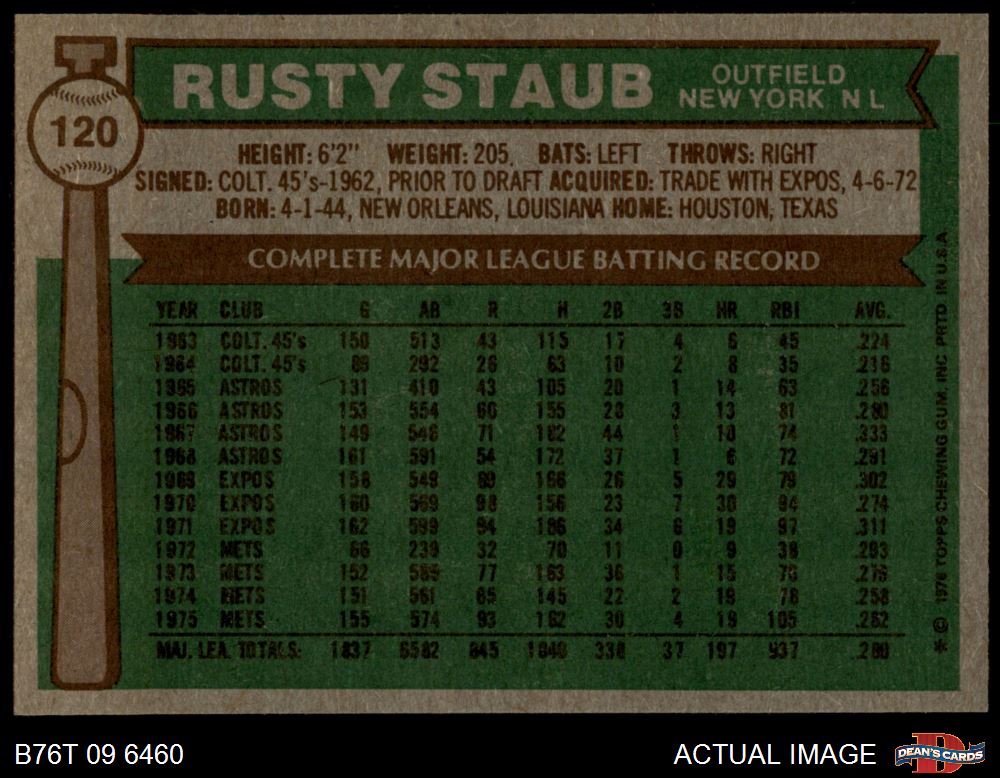 120
RUSTY STAUB
OUTFIELD
NEW YORK N L
HEIGHT: 6'2" WEIGHT: 205. BATS: LEFT THROWS: RIGHT
SIGNED: COLT. 45's-1962, PRIOR TO DRAFT ACQUIRED: TRADE WITH EXPOS, 4-6-72
BORN: 4-1-44, NEW ORLEANS, LOUISIANA HOME: HOUSTON, TEXAS
COMPLETE MAJOR LEAGUE BATTING RECORD
YEAR CLUB G AB R H 2B 3B HR RBI AVG.
1963 COLT. 45's 150 513 43 115 17 4 6 45 .224
1964 COLT. 45's 89 292 26 63 10 2 8 35 .216
1965 ASTROS 131 410 43 105 20 1 14 63 .256
1966 ASTROS 153 554 60 155 28 3 13 81 .280
1967 ASTROS 149 546 71 182 44 1 10 74 .333
1968 ASTROS 161 591 54 172 37 1 6 72 .291
1969 EXPOS 158 549 89 166 26 5 29 79 .302
1970 EXPOS 160 569 98 156 23 7 30 94 .274
1971 EXPOS 162 599 94 186 34 6 19 97 .311
1972 METS 66 239 32 70 11 0 9 38 .293
1973 METS 152 585 77 163 36 1 15 76 .279
1974 METS 151 561 65 145 22 2 19 78 .258
1975 METS 155 574 93 162 30 4 19 105 .282
MAJ. LEA. TOTALS: 1837 6582 845 1840 338 37 197 937 .280
* © 1976 TOPPS CHEWING GUM, INC. PRTD. IN U.S.A.
B76T 09 6460
ACTUAL IMAGE
DEAN'S CARDS